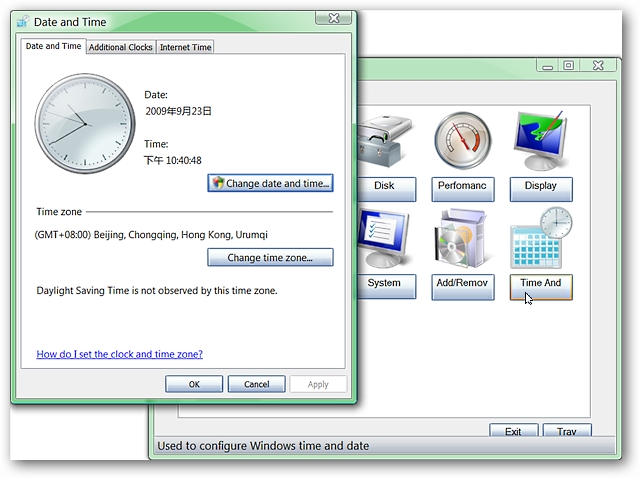 Date and Time
Date and Time
Additional Clocks
Internet Time
Date:
2009年9月23日
Time:
下午 10:40:48
Change date and time...
Time zone
(GMT+08:00) Beijing, Chongqing, Hong Kong, Urumqi
Change time zone...
Daylight Saving Time is not observed by this time zone.
How do I set the clock and time zone?
OK
Cancel
Apply
Disk
Perfomanc
Display
System
Add/Remov
Time And
Exit
Tray
Used to configure Windows time and date